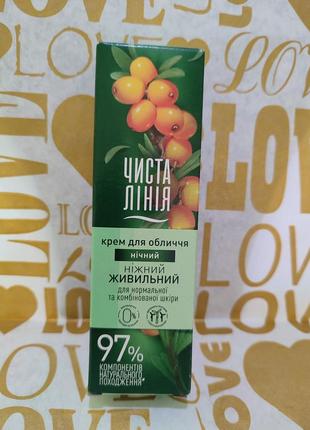 LOVE
LOVE
LOVE
LOVE
LOVE
ЧИСТА
ЛІНІЯ
крем для обличчя
нічний
НІЖНИЙ
ЖИВИЛЬНИЙ
для нормальної
та комбінованої шкіри
0%
97%
КОМПОНЕНТІВ
НАТУРАЛЬНОГО
ПОХОДЖЕННЯ*
LOVE
LOVE